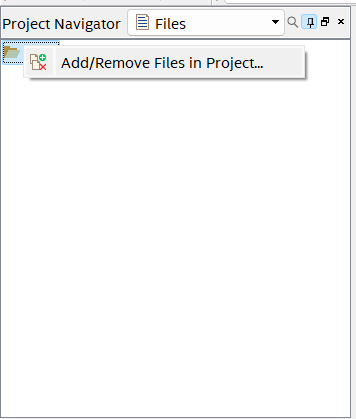 Project Navigator Files
Add/Remove Files in Project...